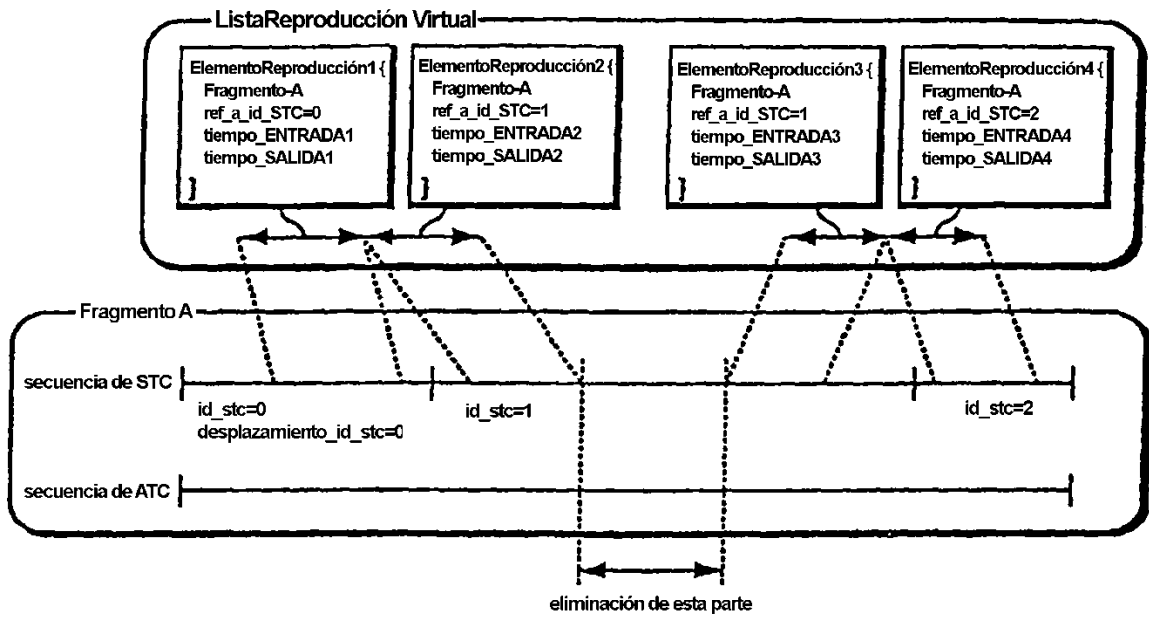 ListaReproducción Virtual
ElementoReproducción1 {
Fragmento-A
ref_a_id_STC=0
tiempo_ENTRADA1
tiempo_SALIDA1
}
ElementoReproducción2 {
Fragmento-A
ref_a_id_STC=1
tiempo_ENTRADA2
tiempo_SALIDA2
}
ElementoReproducción3 {
Fragmento-A
ref_a_id_STC=1
tiempo_ENTRADA3
tiempo_SALIDA3
}
ElementoReproducción4 {
Fragmento-A
ref_a_id_STC=2
tiempo_ENTRADA4
tiempo_SALIDA4
}
Fragmento A
secuencia de STC
id_stc=0
desplazamiento_id_stc=0
id_stc=1
id_stc=2
secuencia de ATC
eliminación de esta parte